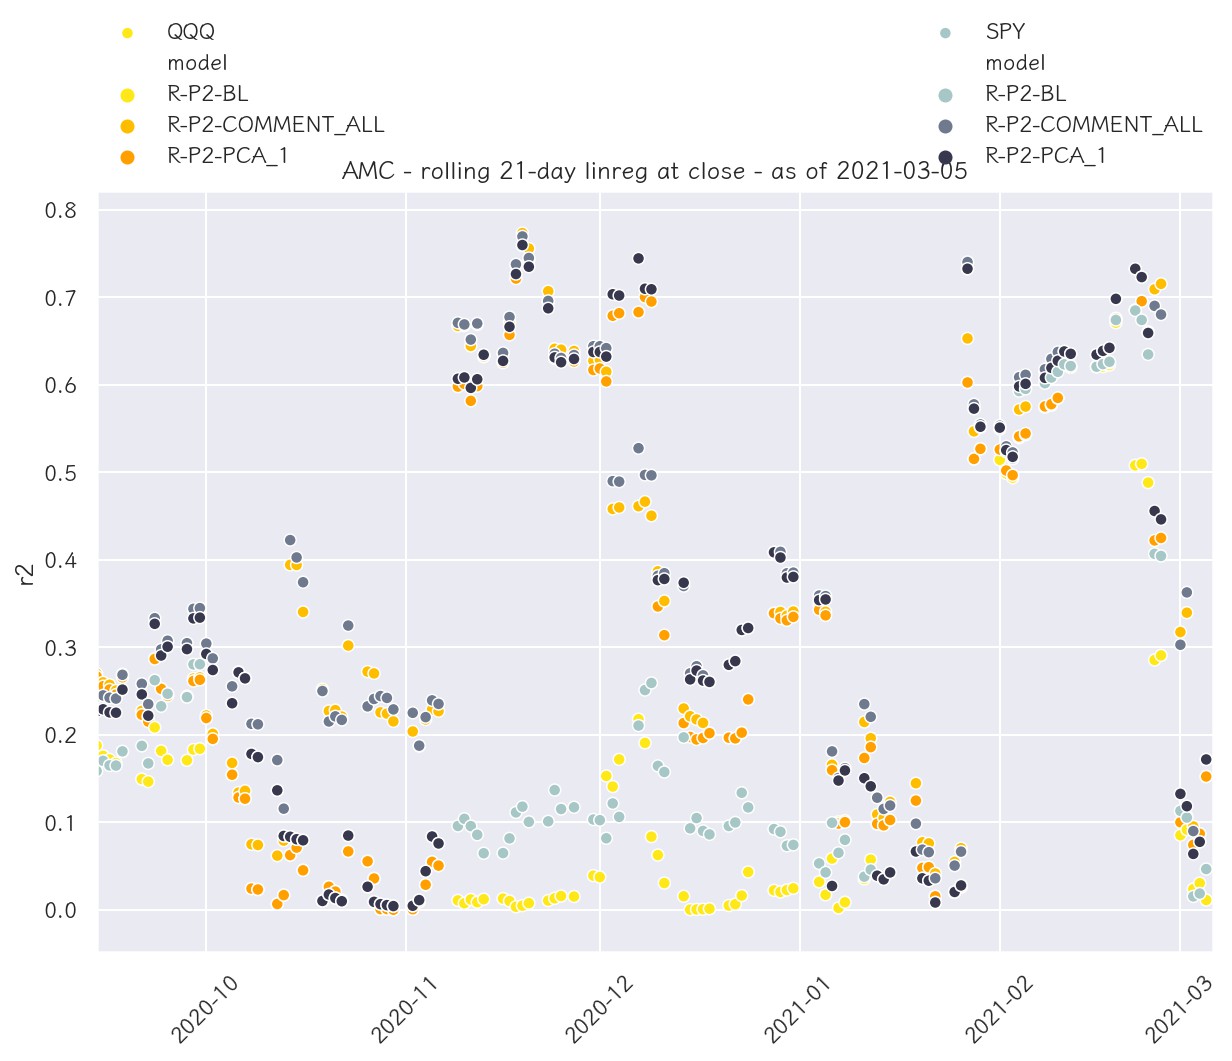 QQQ
model
R-P2-BL
R-P2-COMMENT_ALL
R-P2-PCA_1
SPY
model
R-P2-BL
R-P2-COMMENT_ALL
R-P2-PCA_1
AMC - rolling 21-day linreg at close - as of 2021-03-05
0.8
0.7
0.6
0.5
0.4
0.3
0.2
0.1
0.0
r2
2020-10
2020-11
2020-12
2021-01
2021-02
2021-03